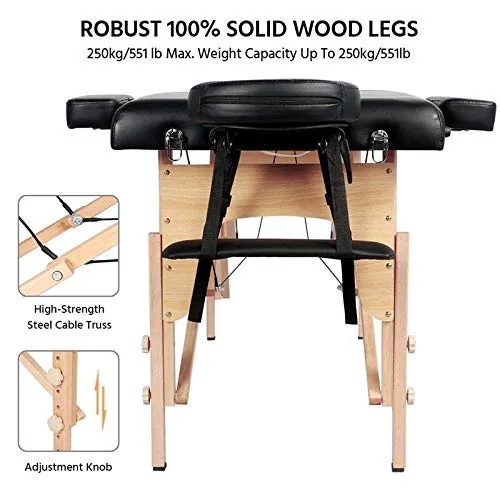 ROBUST 100% SOLID WOOD LEGS
250kg/551 lb Max. Weight Capacity Up To 250kg/551lb
High-Strength
Steel Cable Truss
Adjustment Knob